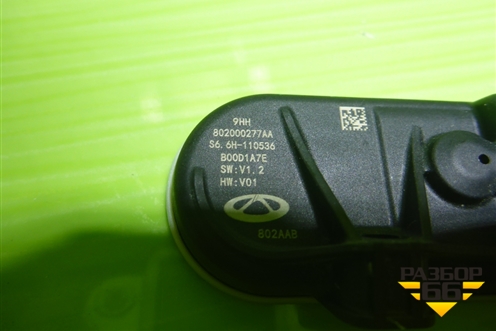 9HH
802000277AA
S6.6H-110536
B00D1A7E
SW:V1.2
HW:V01
802AAB
РАЗБОР
66